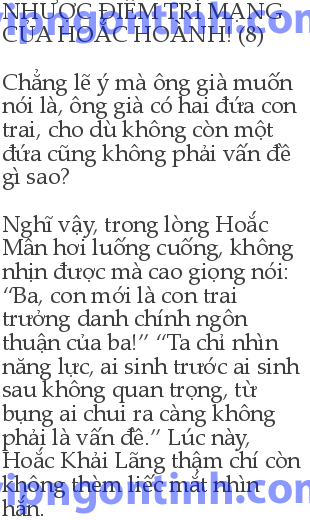 NHƯỢC ĐIỂM TRÍ MẠNG
CỦA HOẮC HOÀNH! (8)
Chẳng lẽ ý mà ông già muốn
nói là, ông già có hai đứa con
trai, cho dù không còn một
đứa cũng không phải vấn đề
gì sao?
Nghĩ vậy, trong lòng Hoắc
Mân hơi luống cuống, không
nhịn được mà cao giọng nói:
“Ba, con mới là con trai
trưởng danh chính ngôn
thuận của ba!” “Ta chỉ nhìn
năng lực, ai sinh trước ai sinh
sau không quan trọng, từ
bụng ai chui ra càng không
phải là vấn đề.” Lúc này,
Hoắc Khải Lãng thậm chí còn
không thèm liếc mắt nhìn
hắn.